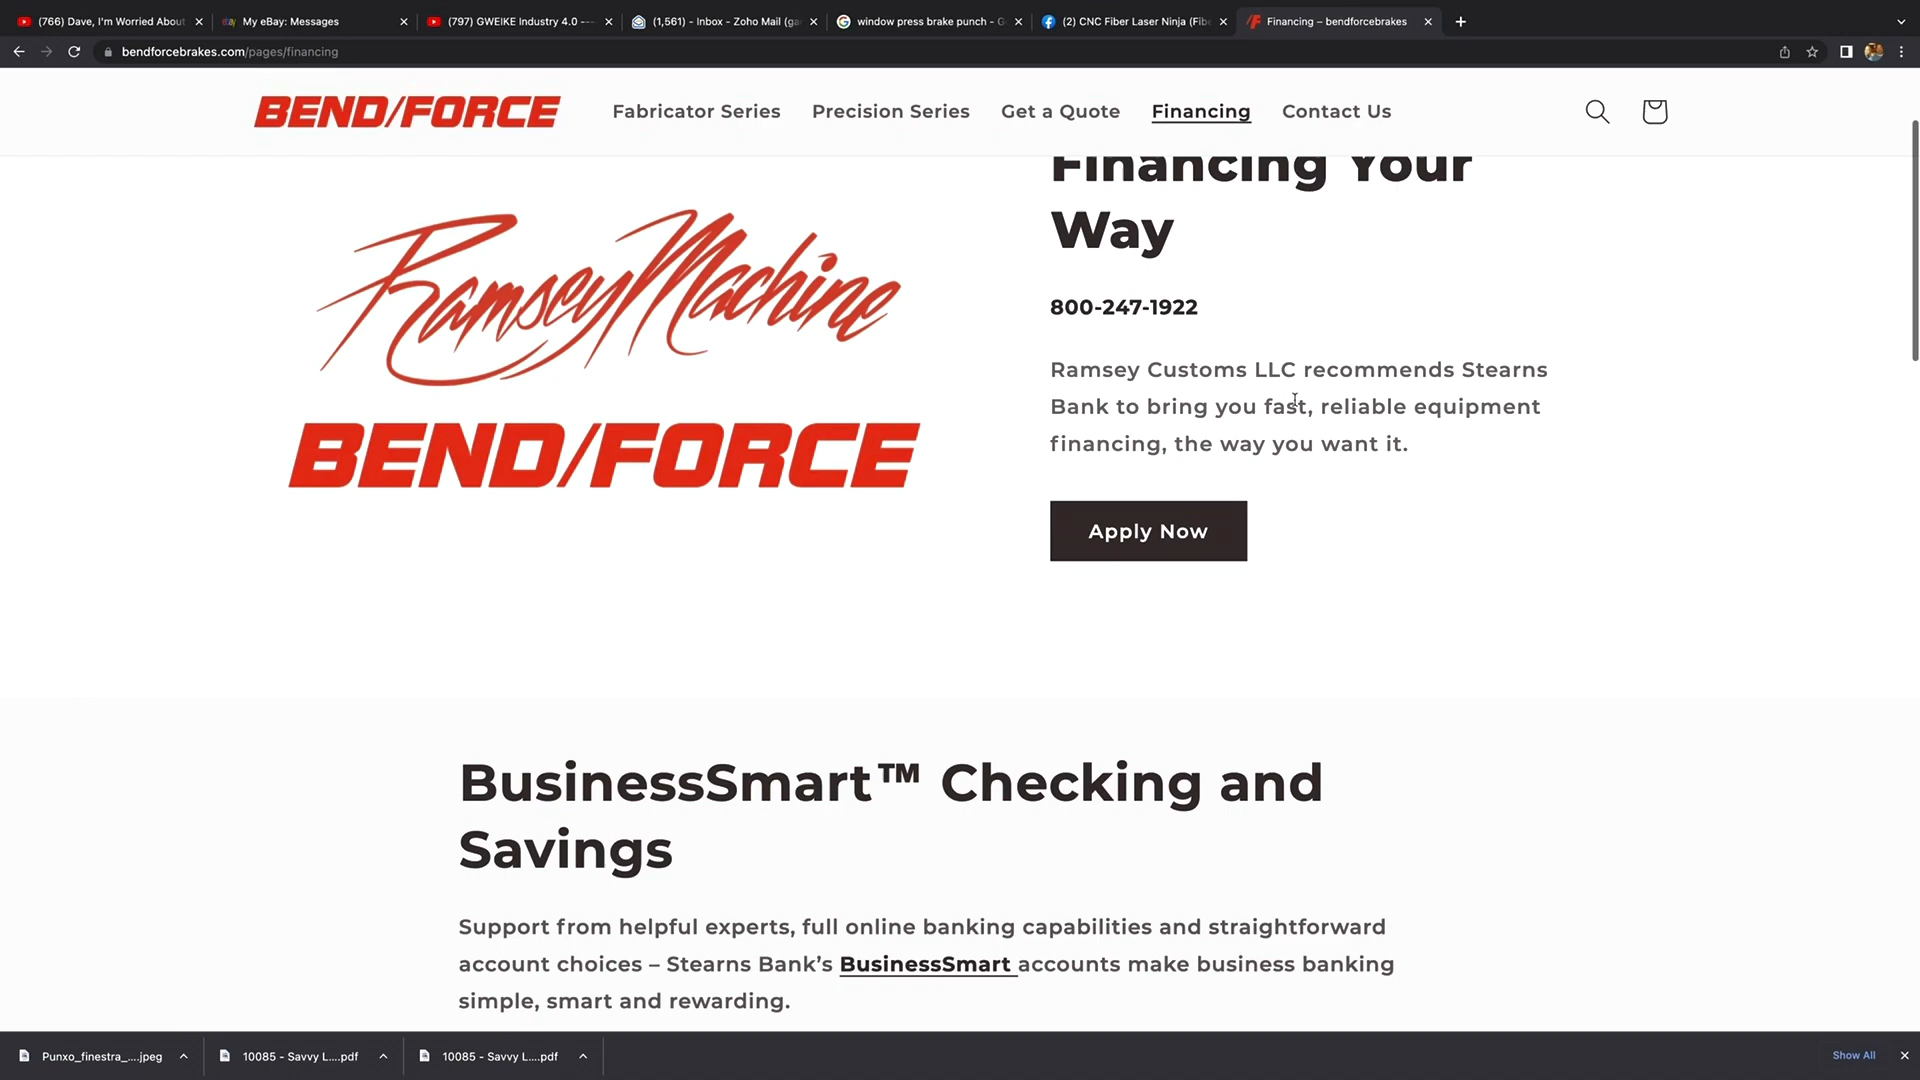 (766) Dave, I'm Worried About
My eBay: Messages
(797) GWEIKE Industry 4.0 ---
(1,561) - Inbox - Zoho Mail (ga
window press brake punch - G
(2) CNC Fiber Laser Ninja (Fibe
Financing – bendforcebrakes
bendforcebrakes.com/pages/financing
BEND/FORCE
Fabricator Series
Precision Series
Get a Quote
Financing
Contact Us
Financing Your
Way
800-247-1922
Ramsey Customs LLC recommends Stearns
Bank to bring you fast, reliable equipment
financing, the way you want it.
Apply Now
Ramsey Machine
BEND/FORCE
BusinessSmart™ Checking and
Savings
Support from helpful experts, full online banking capabilities and straightforward
account choices – Stearns Bank's BusinessSmart accounts make business banking
simple, smart and rewarding.
Punxo_finestra_....jpeg
10085 - Savvy L....pdf
10085 - Savvy L....pdf
Show All